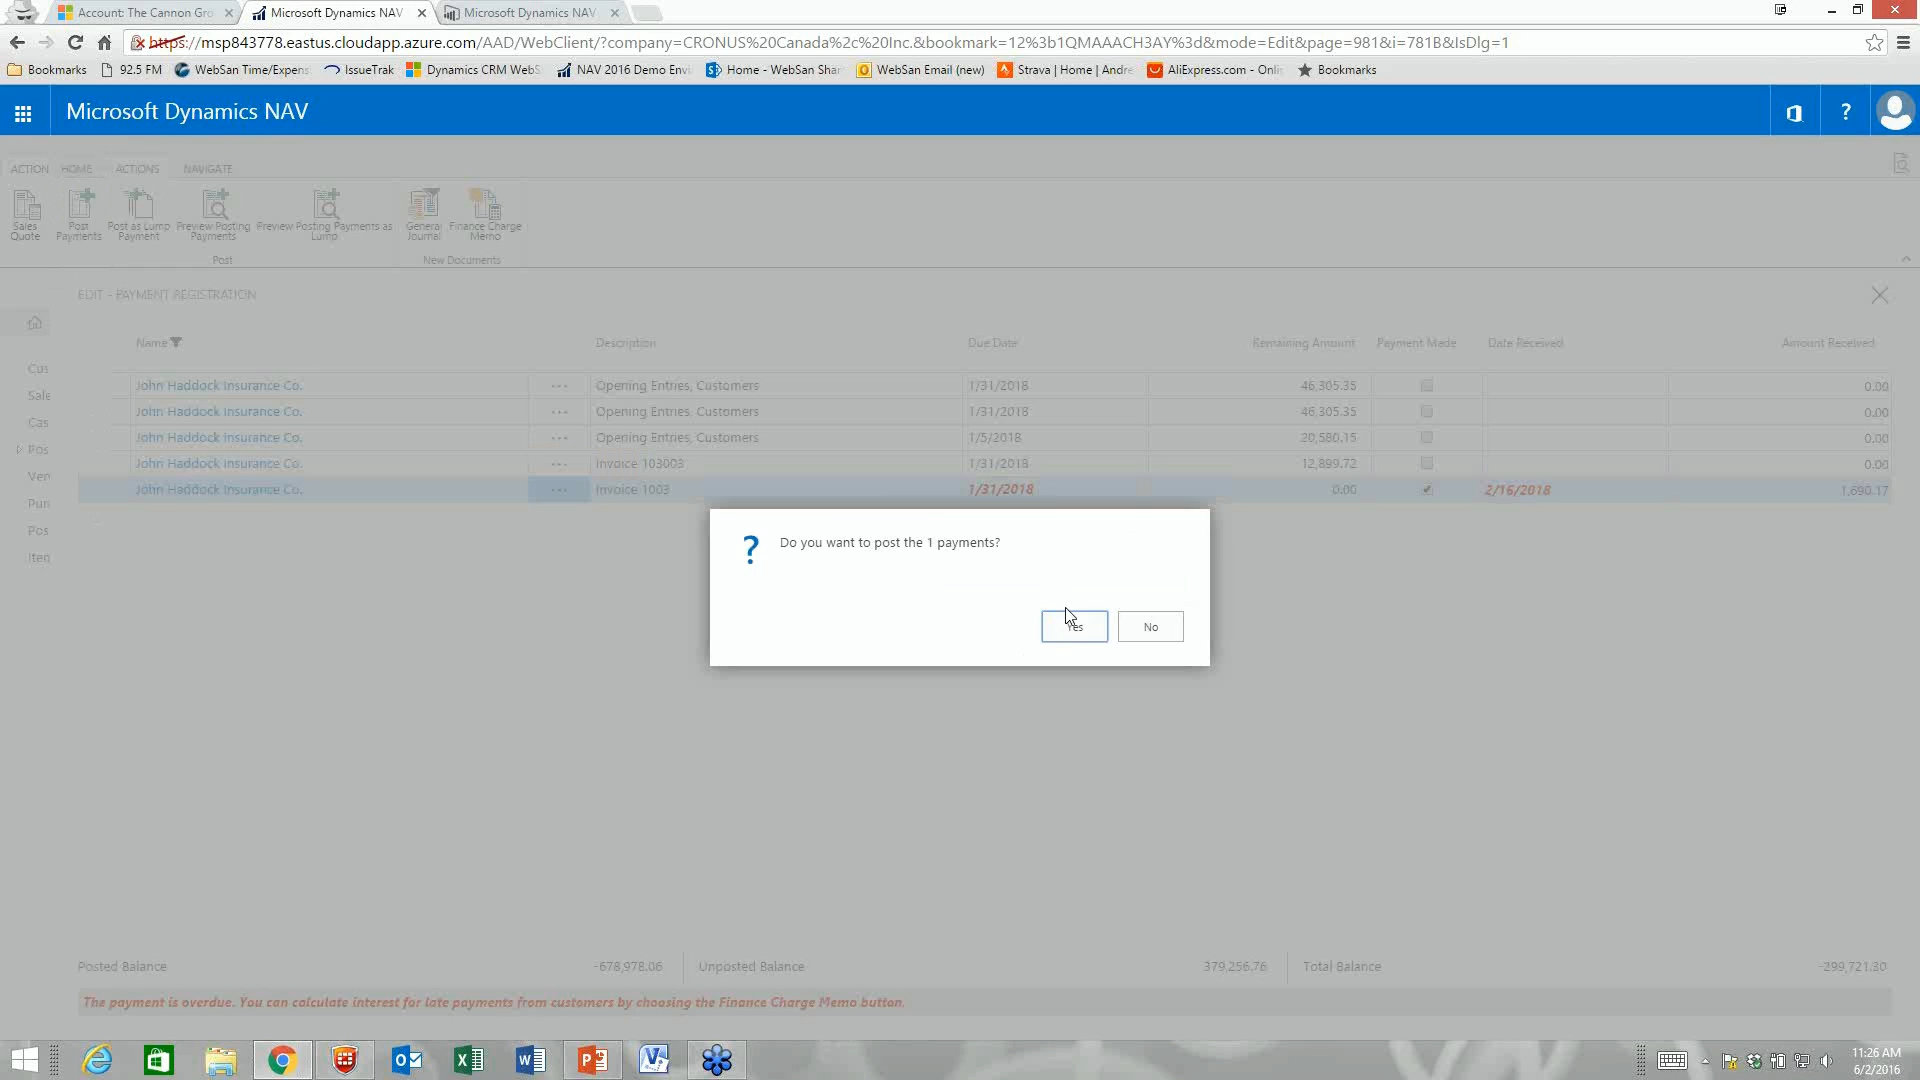 Account: The Cannon Gro
Microsoft Dynamics NAV
Microsoft Dynamics NAV
https://msp843778.eastus.cloudapp.azure.com/AAD/WebClient/?company=CRONUS%20Canada%2c%20Inc.&bookmark=12%3b1QMAAACH3AY%3d&mode=Edit&page=981&i=781B&IsDlg=1
Bookmarks 92.5 FM WebSan Time/Expens IssueTrak Dynamics CRM WebS NAV 2016 Demo Envi Home - WebSan Shar WebSan Email (new) Strava | Home | Andre AliExpress.com - Onli Bookmarks
Microsoft Dynamics NAV ?
ACTION HOME ACTIONS NAVIGATE
Sales Quote
Post Payments
Post as Lump Payment
Preview Posting Payments
Preview Posting Payments as Lump
General Journal
Finance Charge Memo
Post New Documents
EDIT - PAYMENT REGISTRATION
Name Description Due Date Remaining Amount Payment Made Date Received Amount Received
John Haddock Insurance Co. ... Opening Entries, Customers 1/31/2018 46,305.35 0.00
John Haddock Insurance Co. ... Opening Entries, Customers 1/31/2018 46,305.35 0.00
John Haddock Insurance Co. ... Opening Entries, Customers 1/5/2018 20,580.15 0.00
John Haddock Insurance Co. ... Invoice 103003 1/31/2018 12,899.72 0.00
John Haddock Insurance Co. ... Invoice 1003 1/31/2018 0.00 2/16/2018 1,690.17
Cus
Sale
Cas
Pos
Ven
Pur
Pos
Iten
? Do you want to post the 1 payments?
Yes No
Posted Balance -678,978.06 Unposted Balance 379,256.76 Total Balance -299,721.30
The payment is overdue. You can calculate interest for late payments from customers by choosing the Finance Charge Memo button.
11:26 AM
6/2/2016